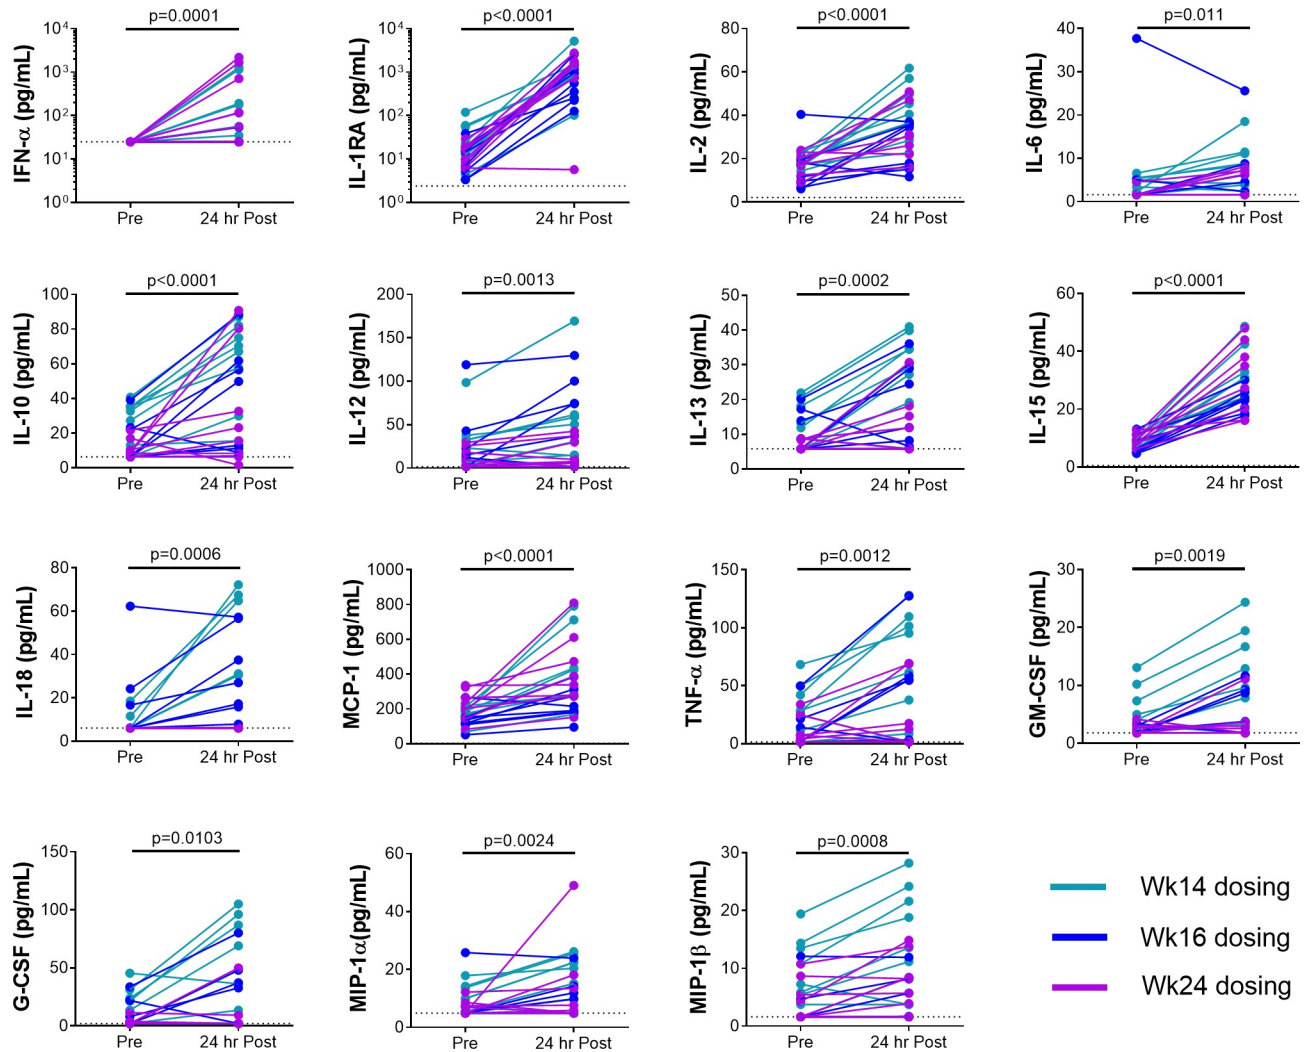 p=0.0001
IFN-α (pg/mL)
10⁴
10³
10²
10¹
10⁰
Pre
24 hr Post
p<0.0001
IL-1RA (pg/mL)
10⁴
10³
10²
10¹
10⁰
Pre
24 hr Post
p<0.0001
IL-2 (pg/mL)
80
60
40
20
0
Pre
24 hr Post
p=0.011
IL-6 (pg/mL)
40
30
20
10
0
Pre
24 hr Post
p<0.0001
IL-10 (pg/mL)
100
80
60
40
20
0
Pre
24 hr Post
p=0.0013
IL-12 (pg/mL)
200
150
100
50
0
Pre
24 hr Post
p=0.0002
IL-13 (pg/mL)
50
40
30
20
10
0
Pre
24 hr Post
p<0.0001
IL-15 (pg/mL)
60
40
20
0
Pre
24 hr Post
p=0.0006
IL-18 (pg/mL)
80
60
40
20
0
Pre
24 hr Post
p<0.0001
MCP-1 (pg/mL)
1000
800
600
400
200
0
Pre
24 hr Post
p=0.0012
TNF-α (pg/mL)
150
100
50
0
Pre
24 hr Post
p=0.0019
GM-CSF (pg/mL)
30
20
10
0
Pre
24 hr Post
p=0.0103
G-CSF (pg/mL)
150
100
50
0
Pre
24 hr Post
p=0.0024
MIP-1α(pg/mL)
60
40
20
0
Pre
24 hr Post
p=0.0008
MIP-1β (pg/mL)
30
20
10
0
Pre
24 hr Post
Wk14 dosing
Wk16 dosing
Wk24 dosing